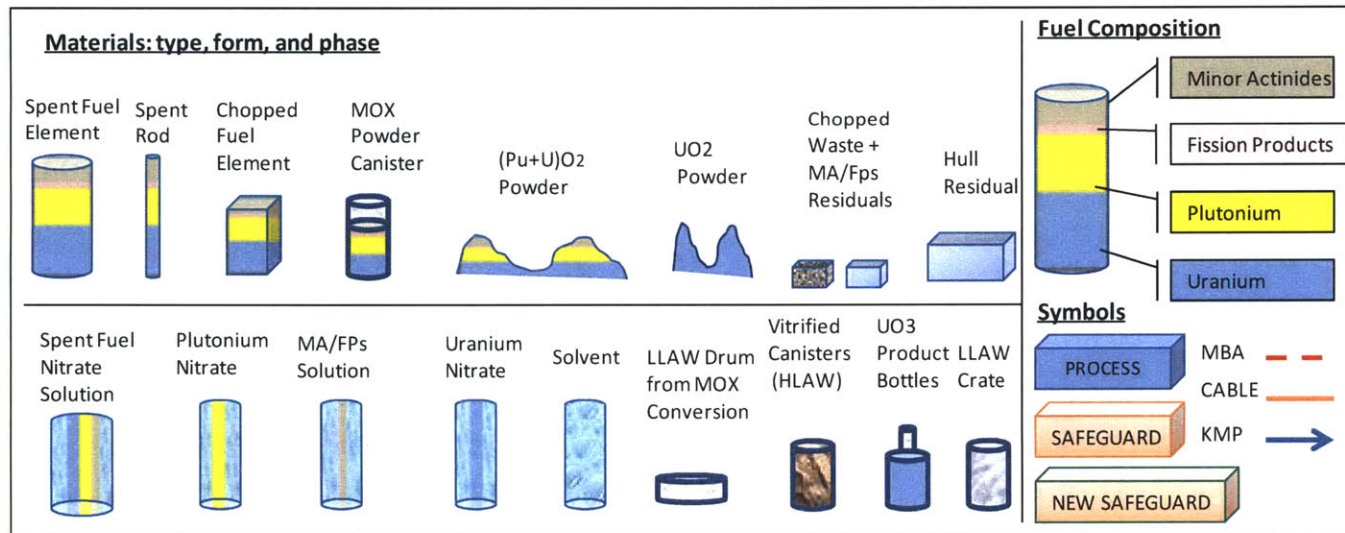 Materials: type, form, and phase
Spent Fuel
Element
Spent
Rod
Chopped
Fuel
Element
MOX
Powder
Canister
(Pu+U)O2
Powder
UO2
Powder
Chopped
Waste +
MA/Fps
Residuals
Hull
Residual
Spent Fuel
Nitrate
Solution
Plutonium
Nitrate
MA/FPs
Solution
Uranium
Nitrate
Solvent
LLAW Drum
from MOX
Conversion
Vitrified
Canisters
(HLAW)
UO3
Product
Bottles
LLAW
Crate
Fuel Composition
Minor Actinides
Fission Products
Plutonium
Uranium
Symbols
PROCESS
SAFEGUARD
NEW SAFEGUARD
MBA
CABLE
KMP